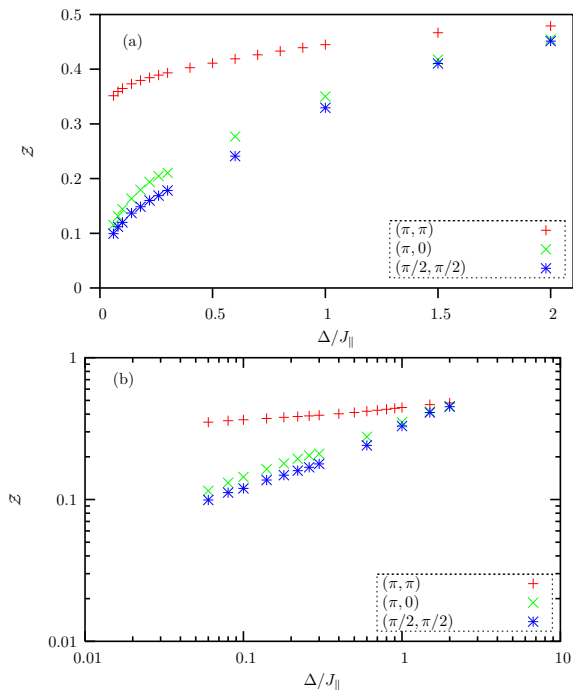 (a)
0.5
0.4
0.3
0.2
0.1
0
𝒵
0 0.5 1 1.5 2
Δ/J∥
(π, π)
(π, 0)
(π/2, π/2)
(b)
1
0.1
0.01
𝒵
0.01 0.1 1 10
Δ/J∥
(π, π)
(π, 0)
(π/2, π/2)